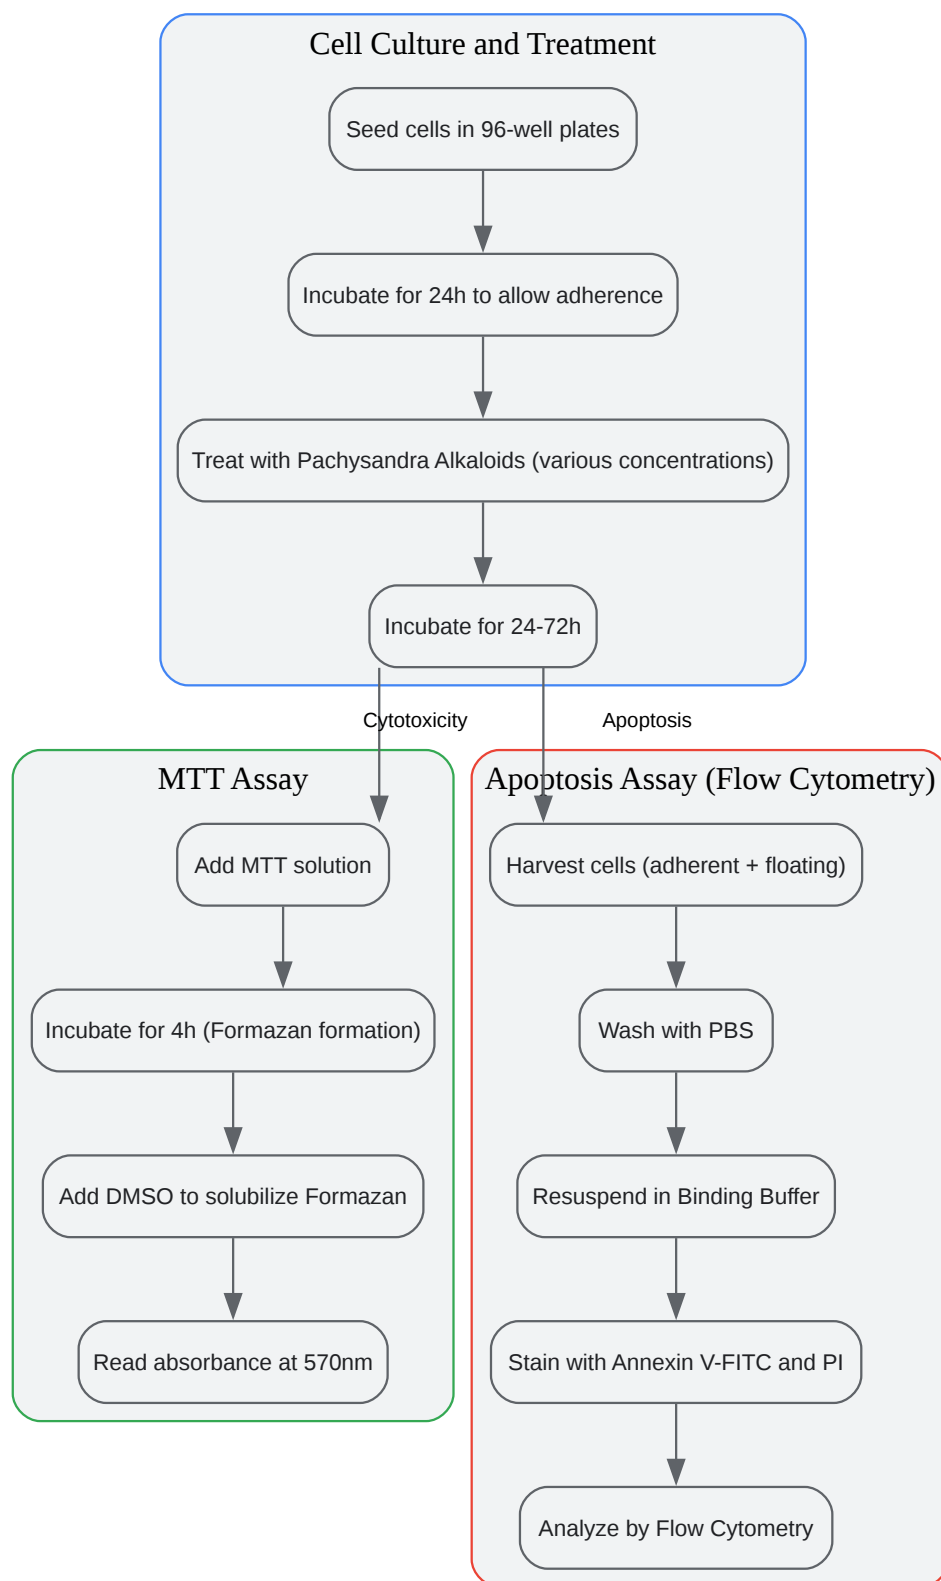 Cell Culture and Treatment
Seed cells in 96-well plates
Incubate for 24h to allow adherence
Treat with Pachysandra Alkaloids (various concentrations)
Incubate for 24-72h
Cytotoxicity
Apoptosis
MTT Assay
Add MTT solution
Incubate for 4h (Formazan formation)
Add DMSO to solubilize Formazan
Read absorbance at 570nm
Apoptosis Assay (Flow Cytometry)
Harvest cells (adherent + floating)
Wash with PBS
Resuspend in Binding Buffer
Stain with Annexin V-FITC and PI
Analyze by Flow Cytometry